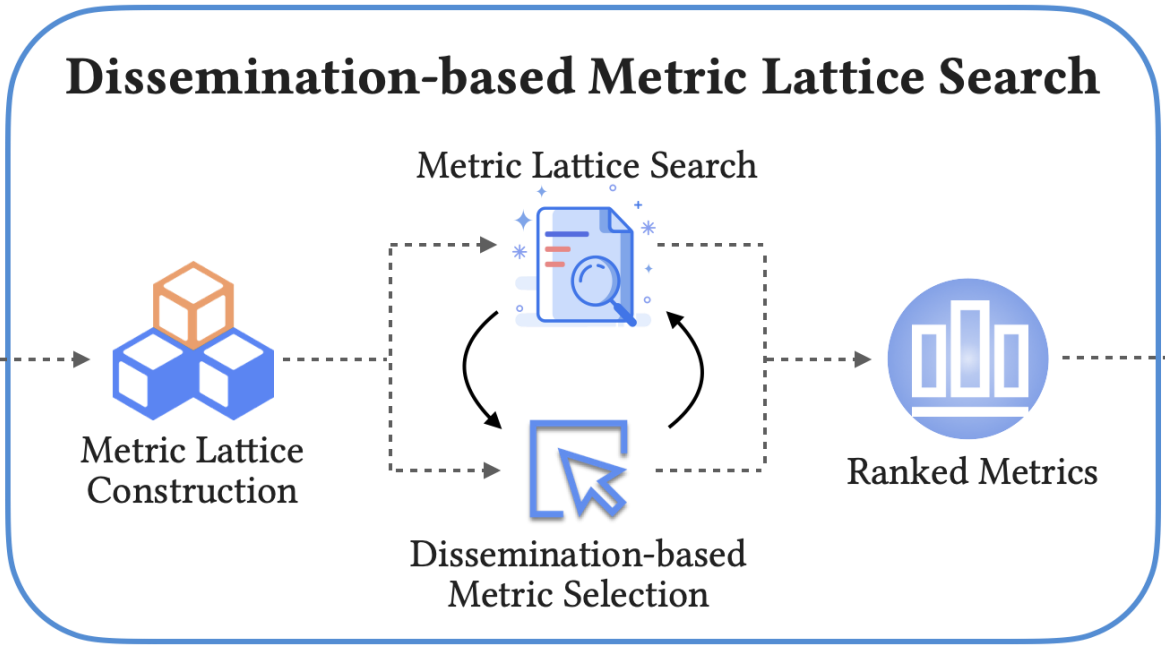 Dissemination-based Metric Lattice Search
Metric Lattice Search
Metric Lattice
Construction
Ranked Metrics
Dissemination-based
Metric Selection